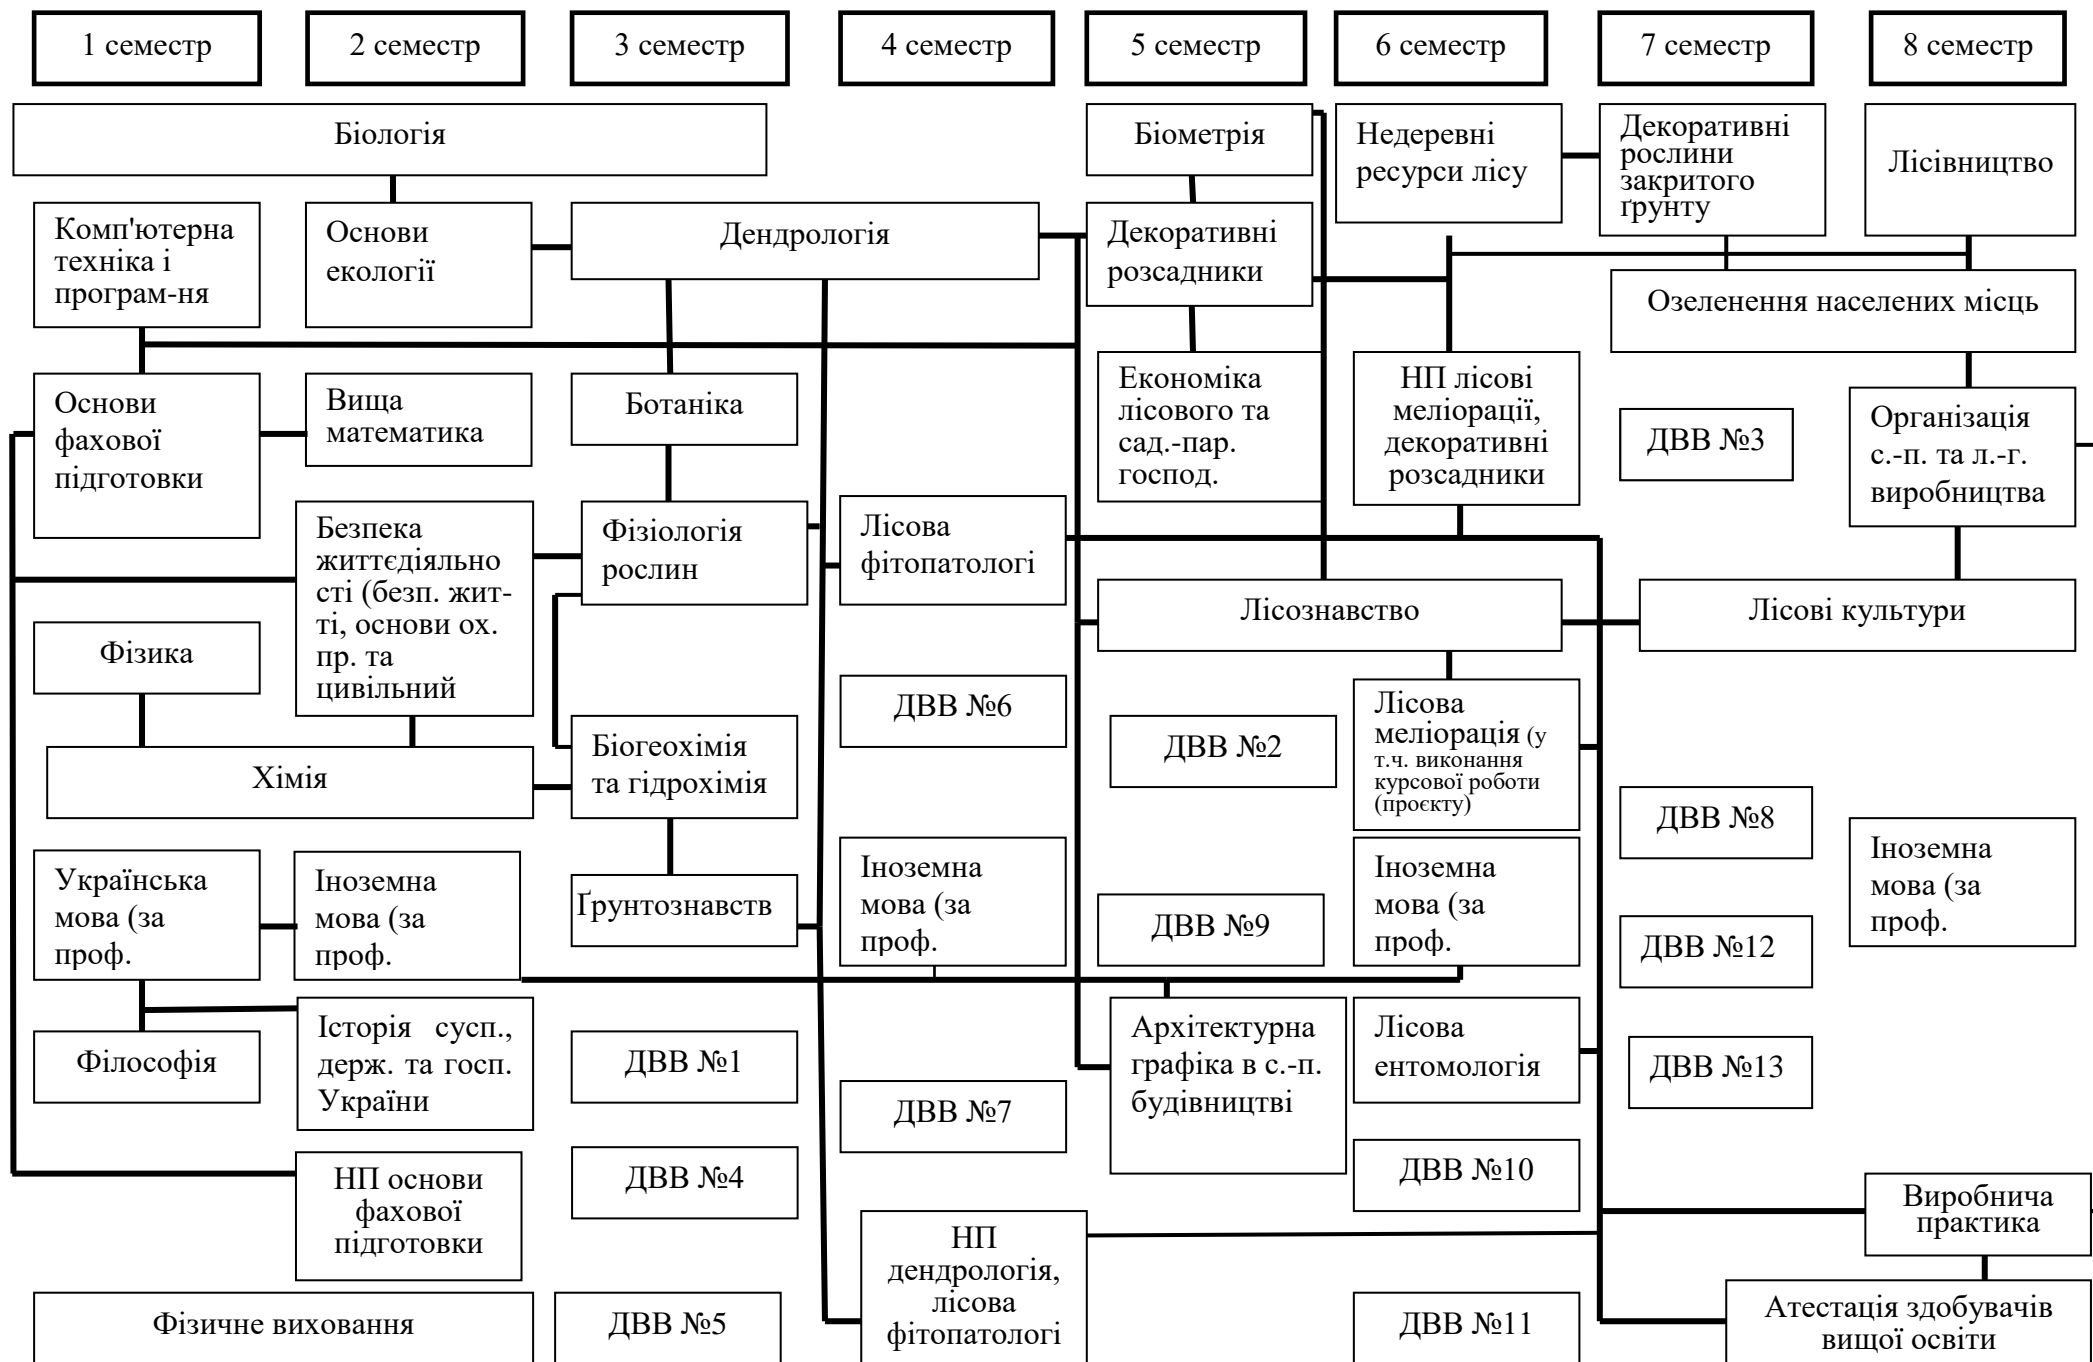 1 семестр
2 семестр
3 семестр
4 семестр
5 семестр
6 семестр
7 семестр
8 семестр
Біологія
Біометрія
Недеревні
ресурси лісу
Декоративні
рослини
закритого
ґрунту
Лісівництво
Комп'ютерна
техніка і
програм-ня
Основи
екології
Дендрологія
Декоративні
розсадники
Озеленення населених місць
Основи
фахової
підготовки
Вища
математика
Ботаніка
Економіка
лісового та
сад.-пар.
господ.
НП лісові
меліорації,
декоративні
розсадники
ДВВ №3
Організація
с.-п. та л.-г.
виробництва
Безпека
життєдіяльно
сті (безп. жит-
ті, основи ох.
пр. та
цивільний
Фізіологія
рослин
Лісова
фітопатологі
Лісознавство
Лісові культури
Фізика
ДВВ №6
ДВВ №2
Лісова
меліорація (у
т.ч. виконання
курсової роботи
(проєкту)
Хімія
Біогеохімія
та гідрохімія
ДВВ №8
Українська
мова (за
проф.
Іноземна
мова (за
проф.
Ґрунтознавств
Іноземна
мова (за
проф.
ДВВ №9
Іноземна
мова (за
проф.
ДВВ №12
Іноземна
мова (за
проф.
Філософія
Історія сусп.,
держ. та госп.
України
ДВВ №1
ДВВ №7
Архітектурна
графіка в с.-п.
будівництві
Лісова
ентомологія
ДВВ №13
НП основи
фахової
підготовки
ДВВ №4
ДВВ №10
Виробнича
практика
НП
дендрологія,
лісова
фітопатологі
Фізичне виховання
ДВВ №5
ДВВ №11
Атестація здобувачів
вищої освіти